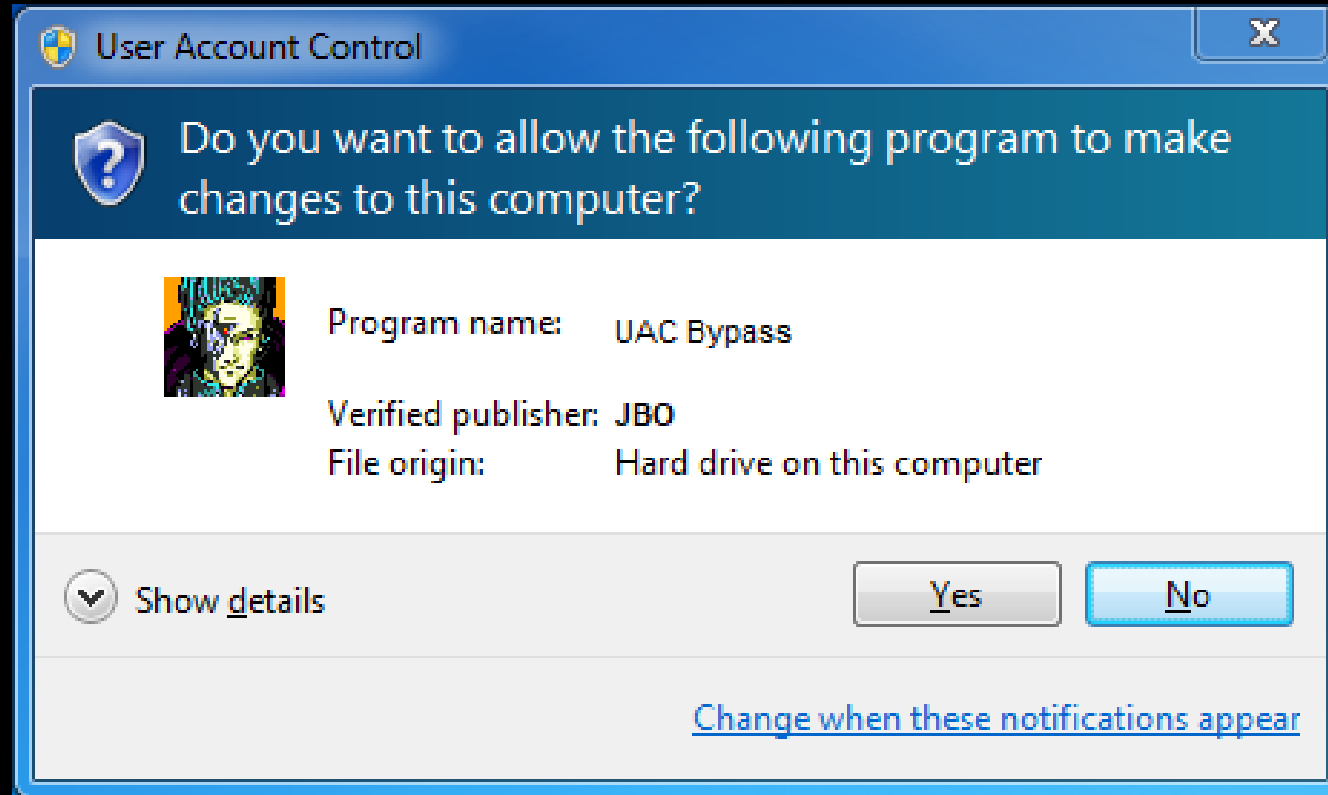 User Account Control
Do you want to allow the following program to make
changes to this computer?
Program name: UAC Bypass
Verified publisher: JBO
File origin: Hard drive on this computer
Show details
Yes No
Change when these notifications appear